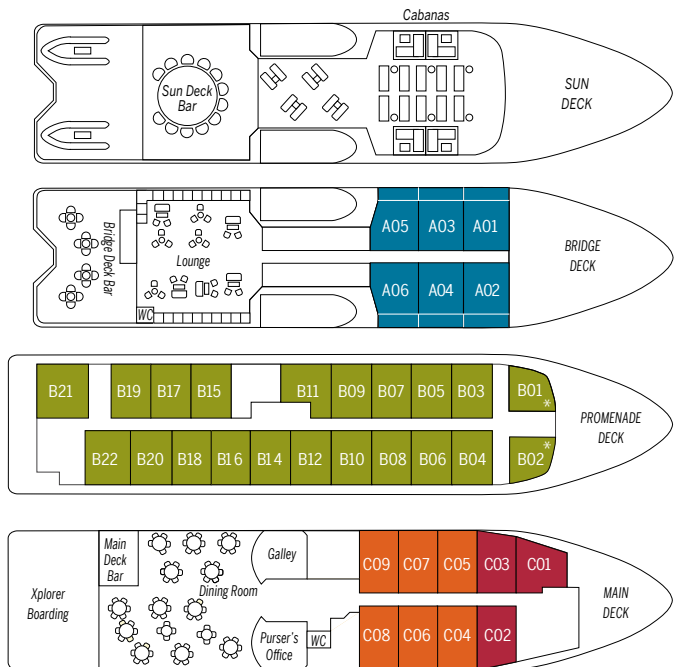 Cabanas
Sun Deck
Bar
SUN
DECK
Bridge Deck Bar
Lounge
WC
A05 A03 A01
A06 A04 A02
BRIDGE
DECK
B21 B19 B17 B15 B11 B09 B07 B05 B03 B01
*
*
B22 B20 B18 B16 B14 B12 B10 B08 B06 B04 B02
PROMENADE
DECK
Xplorer
Boarding
Main
Deck
Bar
Dining Room
Galley
Purser's
Office
WC
C09 C07 C05 C03 C01
C08 C06 C04 C02
MAIN
DECK